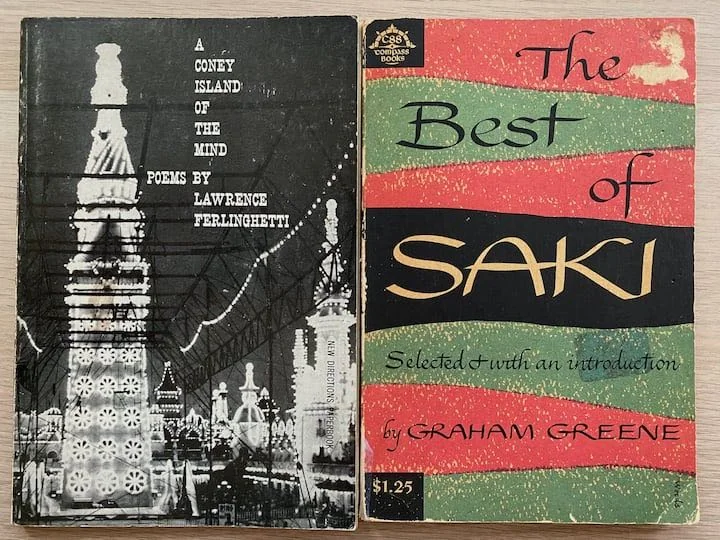 A
CONEY
ISLAND
OF
THE
MIND
POEMS BY
LAWRENCE
FERLINGHETTI
NEW DIRECTIONS PAPERBOOK
C88
COMPASS
BOOKS
The
Best
of
SAKI
Selected & with an introduction
by GRAHAM GREENE
$1.25